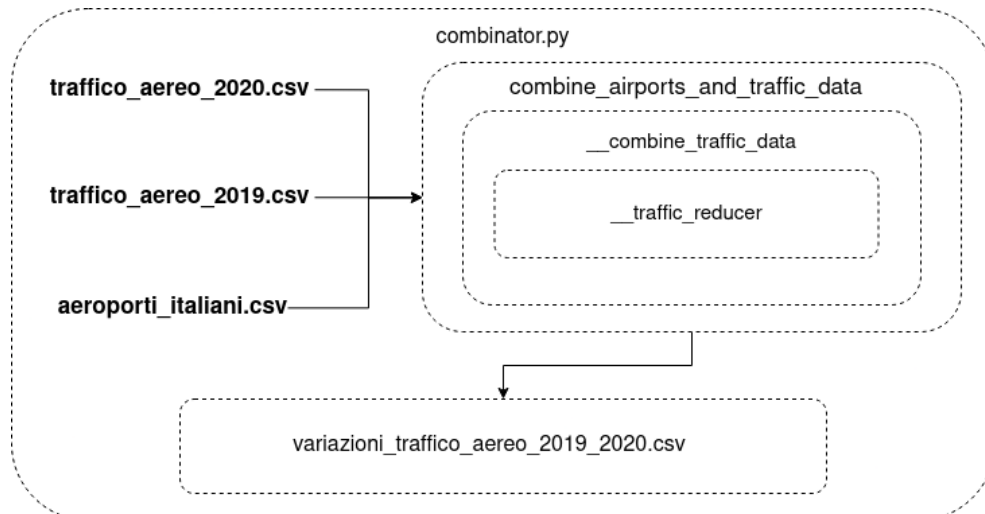 combinator.py
traffico_aereo_2020.csv
combine_airports_and_traffic_data
__combine_traffic_data
traffico_aereo_2019.csv
__traffic_reducer
aeroporti_italiani.csv
variazioni_traffico_aereo_2019_2020.csv